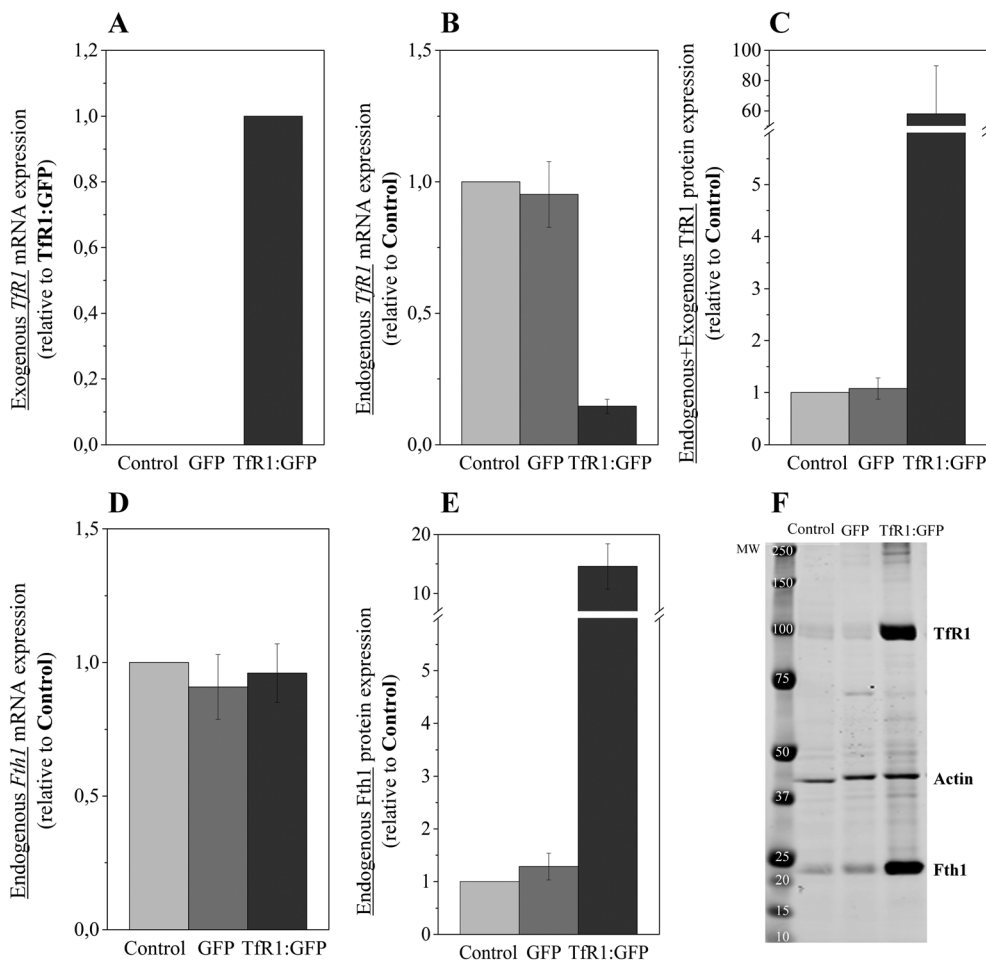 A
Exogenous TfR1 mRNA expression
(relative to TfR1:GFP)
1,2
1,0
0,8
0,6
0,4
0,2
0,0
Control GFP TfR1:GFP
B
Endogenous TfR1 mRNA expression
(relative to Control)
1,5
1,0
0,5
0,0
Control GFP TfR1:GFP
C
Endogenous+Exogenous TfR1 protein expression
(relative to Control)
100
80
60
5
4
3
2
1
0
Control GFP TfR1:GFP
D
Endogenous Fth1 mRNA expression
(relative to Control)
1,5
1,0
0,5
0,0
Control GFP TfR1:GFP
E
Endogenous Fth1 protein expression
(relative to Control)
20
15
10
5
4
3
2
1
0
Control GFP TfR1:GFP
F
Control GFP TfR1:GFP
MW
250
150
100
TfR1
75
50
Actin
37
25
Fth1
20
15
10